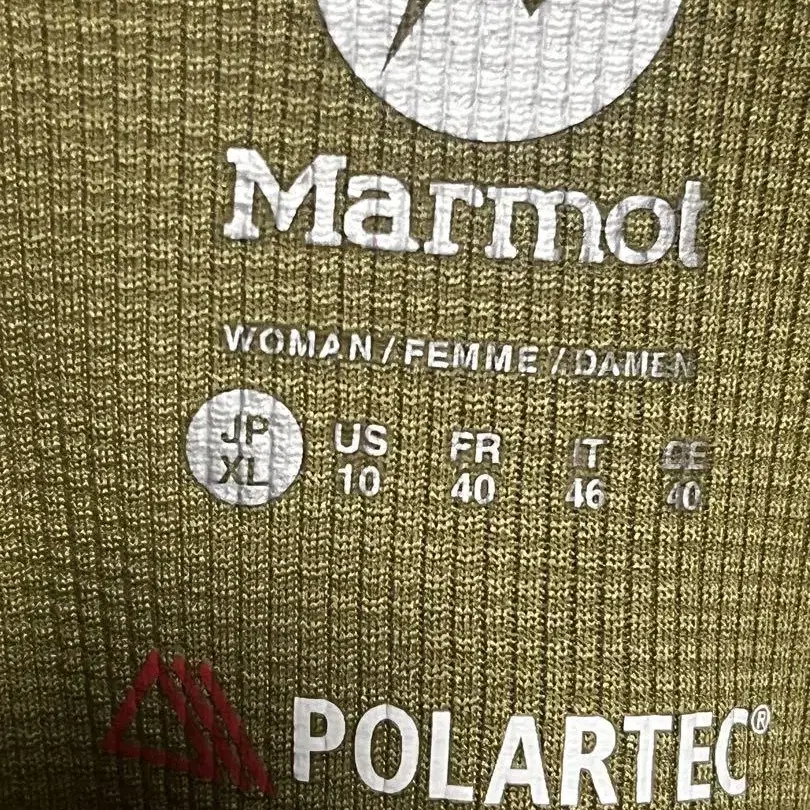 Marmot
WOMAN/FEMME/DAMEN
JP US FR IT DE
XL 10 40 46 40
POLARTEC®